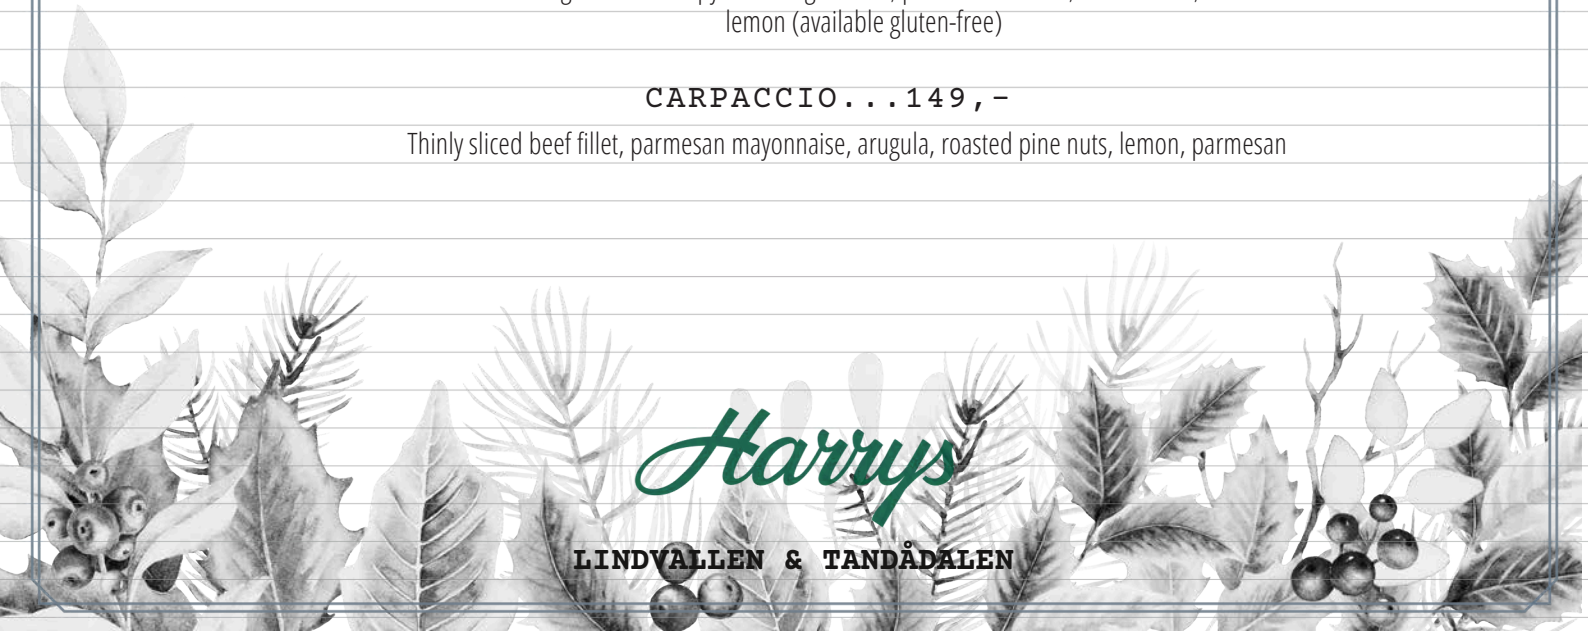 lemon (available gluten-free)
CARPACCIO...149,-
Thinly sliced beef fillet, parmesan mayonnaise, arugula, roasted pine nuts, lemon, parmesan
Harrys
LINDVALLEN & TANDÅDALEN